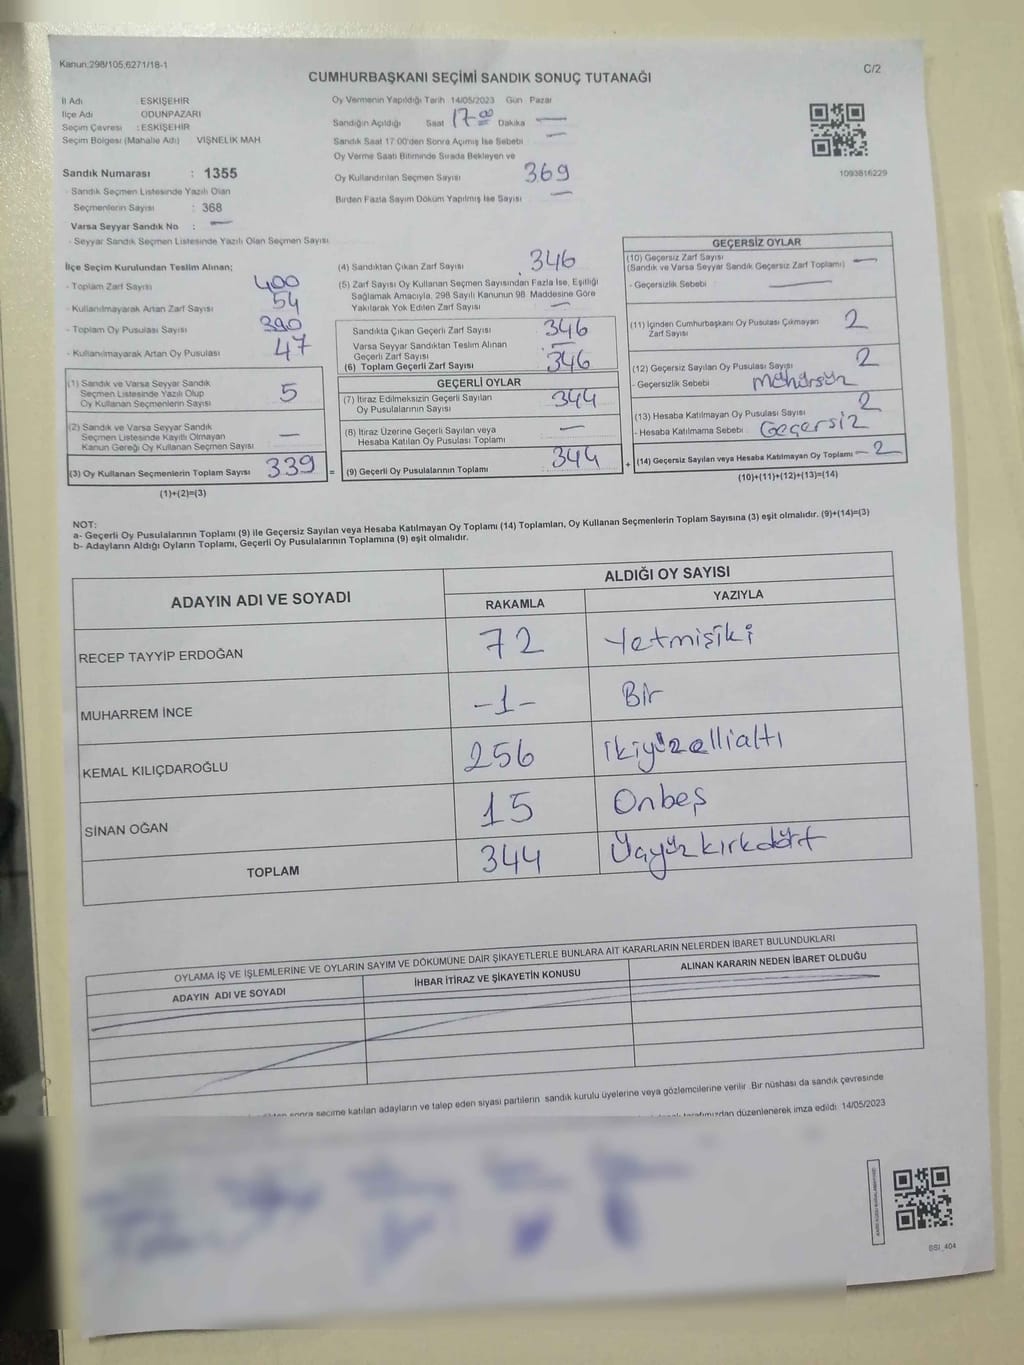 Kanun:298/105,6271/18-1
C/2
CUMHURBAŞKANI SEÇİMİ SANDIK SONUÇ TUTANAĞI
İl Adı ESKİŞEHİR
İlçe Adı ODUNPAZARI
Seçim Çevresi : ESKİŞEHİR
Seçim Bölgesi (Mahalle Adı) VİŞNELİK MAH
Sandık Numarası : 1355
- Sandık Seçmen Listesinde Yazılı Olan
Seçmenlerin Sayısı : 368
Varsa Seyyar Sandık No : —
- Seyyar Sandık Seçmen Listesinde Yazılı Olan Seçmen Sayısı
Oy Vermenin Yapıldığı Tarih 14/05/2023 Gün Pazar
Sandığın Açıldığı Saat 17.00 Dakika —
Sandık Saat 17:00'den Sonra Açımış İse Sebebi —
Oy Verme Saati Bitiminde Sırada Bekleyen ve
Oy Kullandırılan Seçmen Sayısı 369
Birden Fazla Sayım Döküm Yapılmış İse Sayısı —
1093816229
İlçe Seçim Kurulundan Teslim Alınan;
- Toplam Zarf Sayısı 400
- Kullanılmayarak Artan Zarf Sayısı 54
- Toplam Oy Pusulası Sayısı 390
- Kullanılmayarak Artan Oy Pusulası 47
(1) Sandık ve Varsa Seyyar Sandık
Seçmen Listesinde Yazılı Olup
Oy Kullanan Seçmenlerin Sayısı 5
(2) Sandık ve Varsa Seyyar Sandık
Seçmen Listesinde Kayıtlı Olmayan
Kanun Gereği Oy Kullanan Seçmen Sayısı —
(3) Oy Kullanan Seçmenlerin Toplam Sayısı 339
(1)+(2)=(3)
(4) Sandıktan Çıkan Zarf Sayısı 346
(5) Zarf Sayısı Oy Kullanan Seçmen Sayısından Fazla İse, Eşitliği
Sağlamak Amacıyla, 298 Sayılı Kanunun 98. Maddesine Göre
Yakılarak Yok Edilen Zarf Sayısı —
Sandıkta Çıkan Geçerli Zarf Sayısı 346
Varsa Seyyar Sandıktan Teslim Alınan
Geçerli Zarf Sayısı —
(6) Toplam Geçerli Zarf Sayısı 346
GEÇERLİ OYLAR
(7) İtiraz Edilmeksizin Geçerli Sayılan
Oy Pusulalarının Sayısı 344
(8) İtiraz Üzerine Geçerli Sayılan veya
Hesaba Katılan Oy Pusulası Toplamı —
= (9) Geçerli Oy Pusulalarının Toplamı 344
GEÇERSİZ OYLAR
(10) Geçersiz Zarf Sayısı
(Sandık ve Varsa Seyyar Sandık Geçersiz Zarf Toplamı) —
- Geçersizlik Sebebi : —
(11) İçinden Cumhurbaşkanı Oy Pusulası Çıkmayan
Zarf Sayısı 2
(12) Geçersiz Sayılan Oy Pusulası Sayısı 2
- Geçersizlik Sebebi : mühürsüz
(13) Hesaba Katılmayan Oy Pusulası Sayısı 2
- Hesaba Katılmama Sebebi : Geçersiz
+ (14) Geçersiz Sayılan veya Hesaba Katılmayan Oy Toplamı — 2
(10)+(11)+(12)+(13)=(14)
NOT:
a- Geçerli Oy Pusulalarının Toplamı (9) ile Geçersiz Sayılan veya Hesaba Katılmayan Oy Toplamı (14) Toplamları, Oy Kullanan Seçmenlerin Toplam Sayısına (3) eşit olmalıdır. (9)+(14)=(3)
b- Adayların Aldığı Oyların Toplamı, Geçerli Oy Pusulalarının Toplamına (9) eşit olmalıdır.
ADAYIN ADI VE SOYADI
ALDIĞI OY SAYISI
RAKAMLA YAZIYLA
RECEP TAYYİP ERDOĞAN 72 Yetmişiki
MUHARREM İNCE -1- Bir
KEMAL KILIÇDAROĞLU 256 ikiyüzellialtı
SİNAN OĞAN 15 Onbeş
TOPLAM 344 Üçyüzkırkdört
OYLAMA İŞ VE İŞLEMLERİNE VE OYLARIN SAYIM VE DÖKÜMÜNE DAİR ŞİKAYETLERLE BUNLARA AİT KARARLARIN NELERDEN İBARET BULUNDUKLARI
ADAYIN ADI VE SOYADI İHBAR İTİRAZ VE ŞİKAYETİN KONUSU ALINAN KARARIN NEDEN İBARET OLDUĞU
sonra seçime katılan adayların ve talep eden siyasi partilerin sandık kurulu üyelerine veya gözlemcilerine verilir. Bir nüshası da sandık çevresinde
tarafımızdan düzenlenerek imza edildi. 14/05/2023
BSI_404